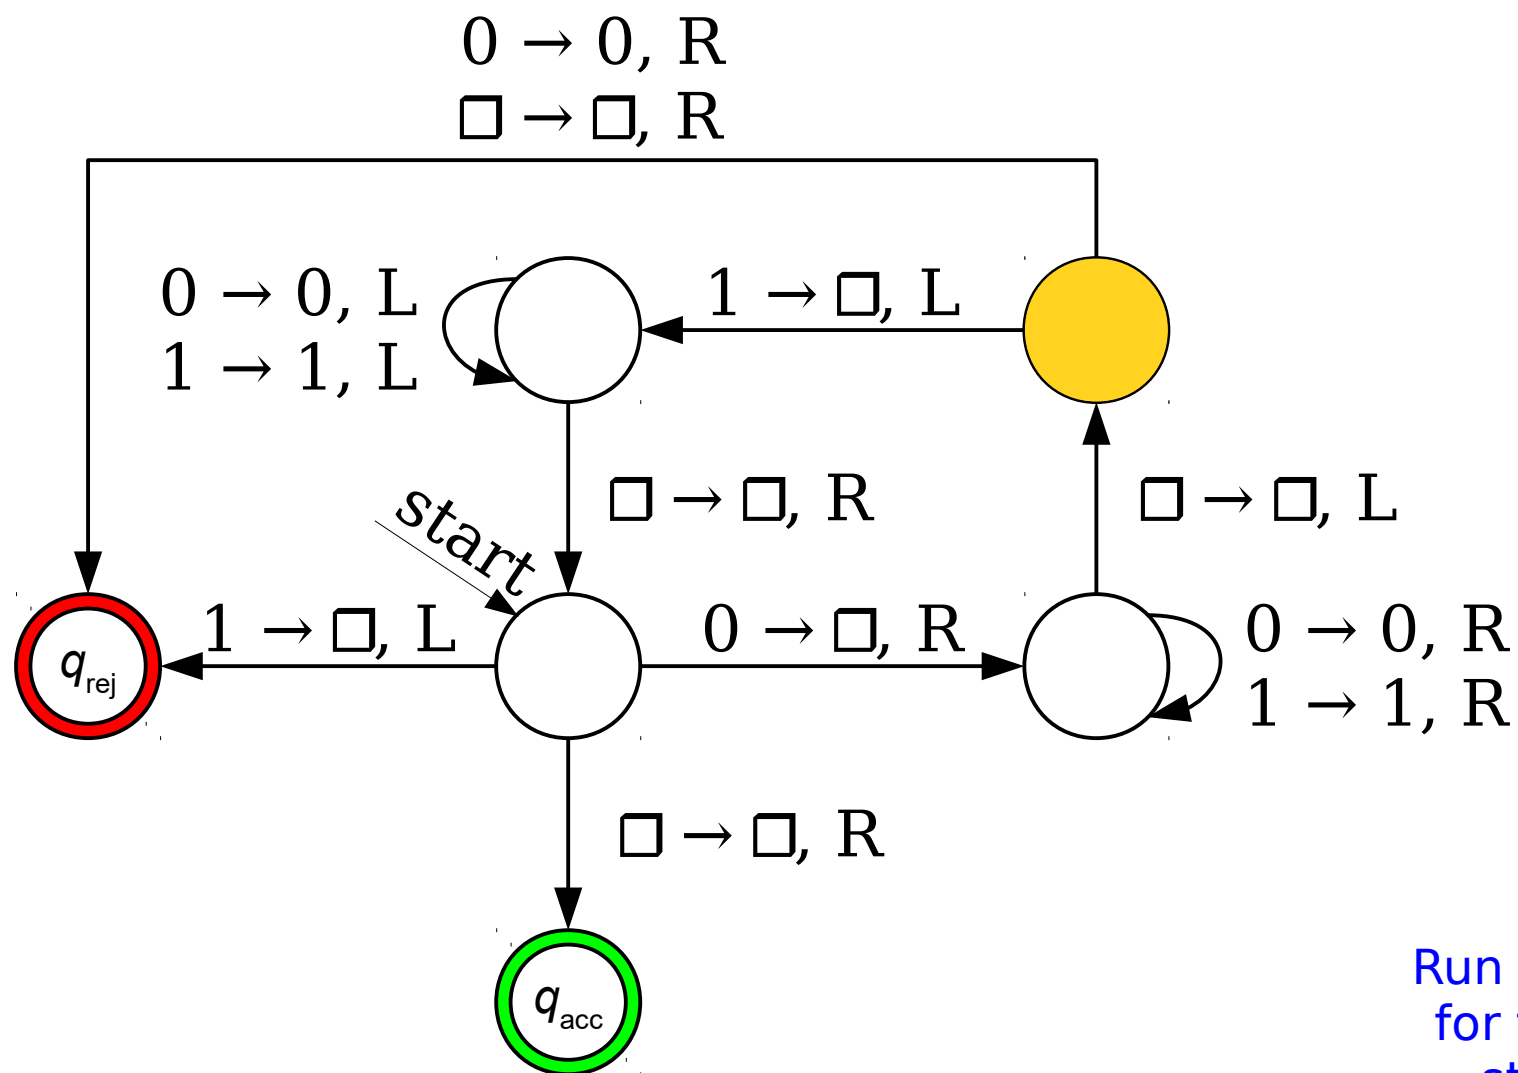 0 → 0, R
□ → □, R
0 → 0, L
1 → 1, L
1 → □, L
□ → □, R
□ → □, L
start
q_rej
1 → □, L
0 → □, R
0 → 0, R
1 → 1, R
□ → □, R
q_acc
Run
for